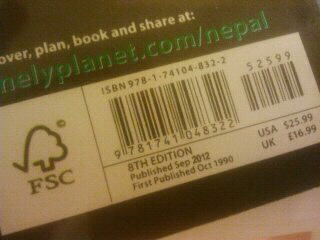 over, plan, book and share at:
nelyplanet.com/nepal
ISBN 978-1-74104-832-2
52599
9 781741 048322
FSC
8TH EDITION
Published Sep 2012
First Published Oct 1990
USA $25.99
UK £16.99